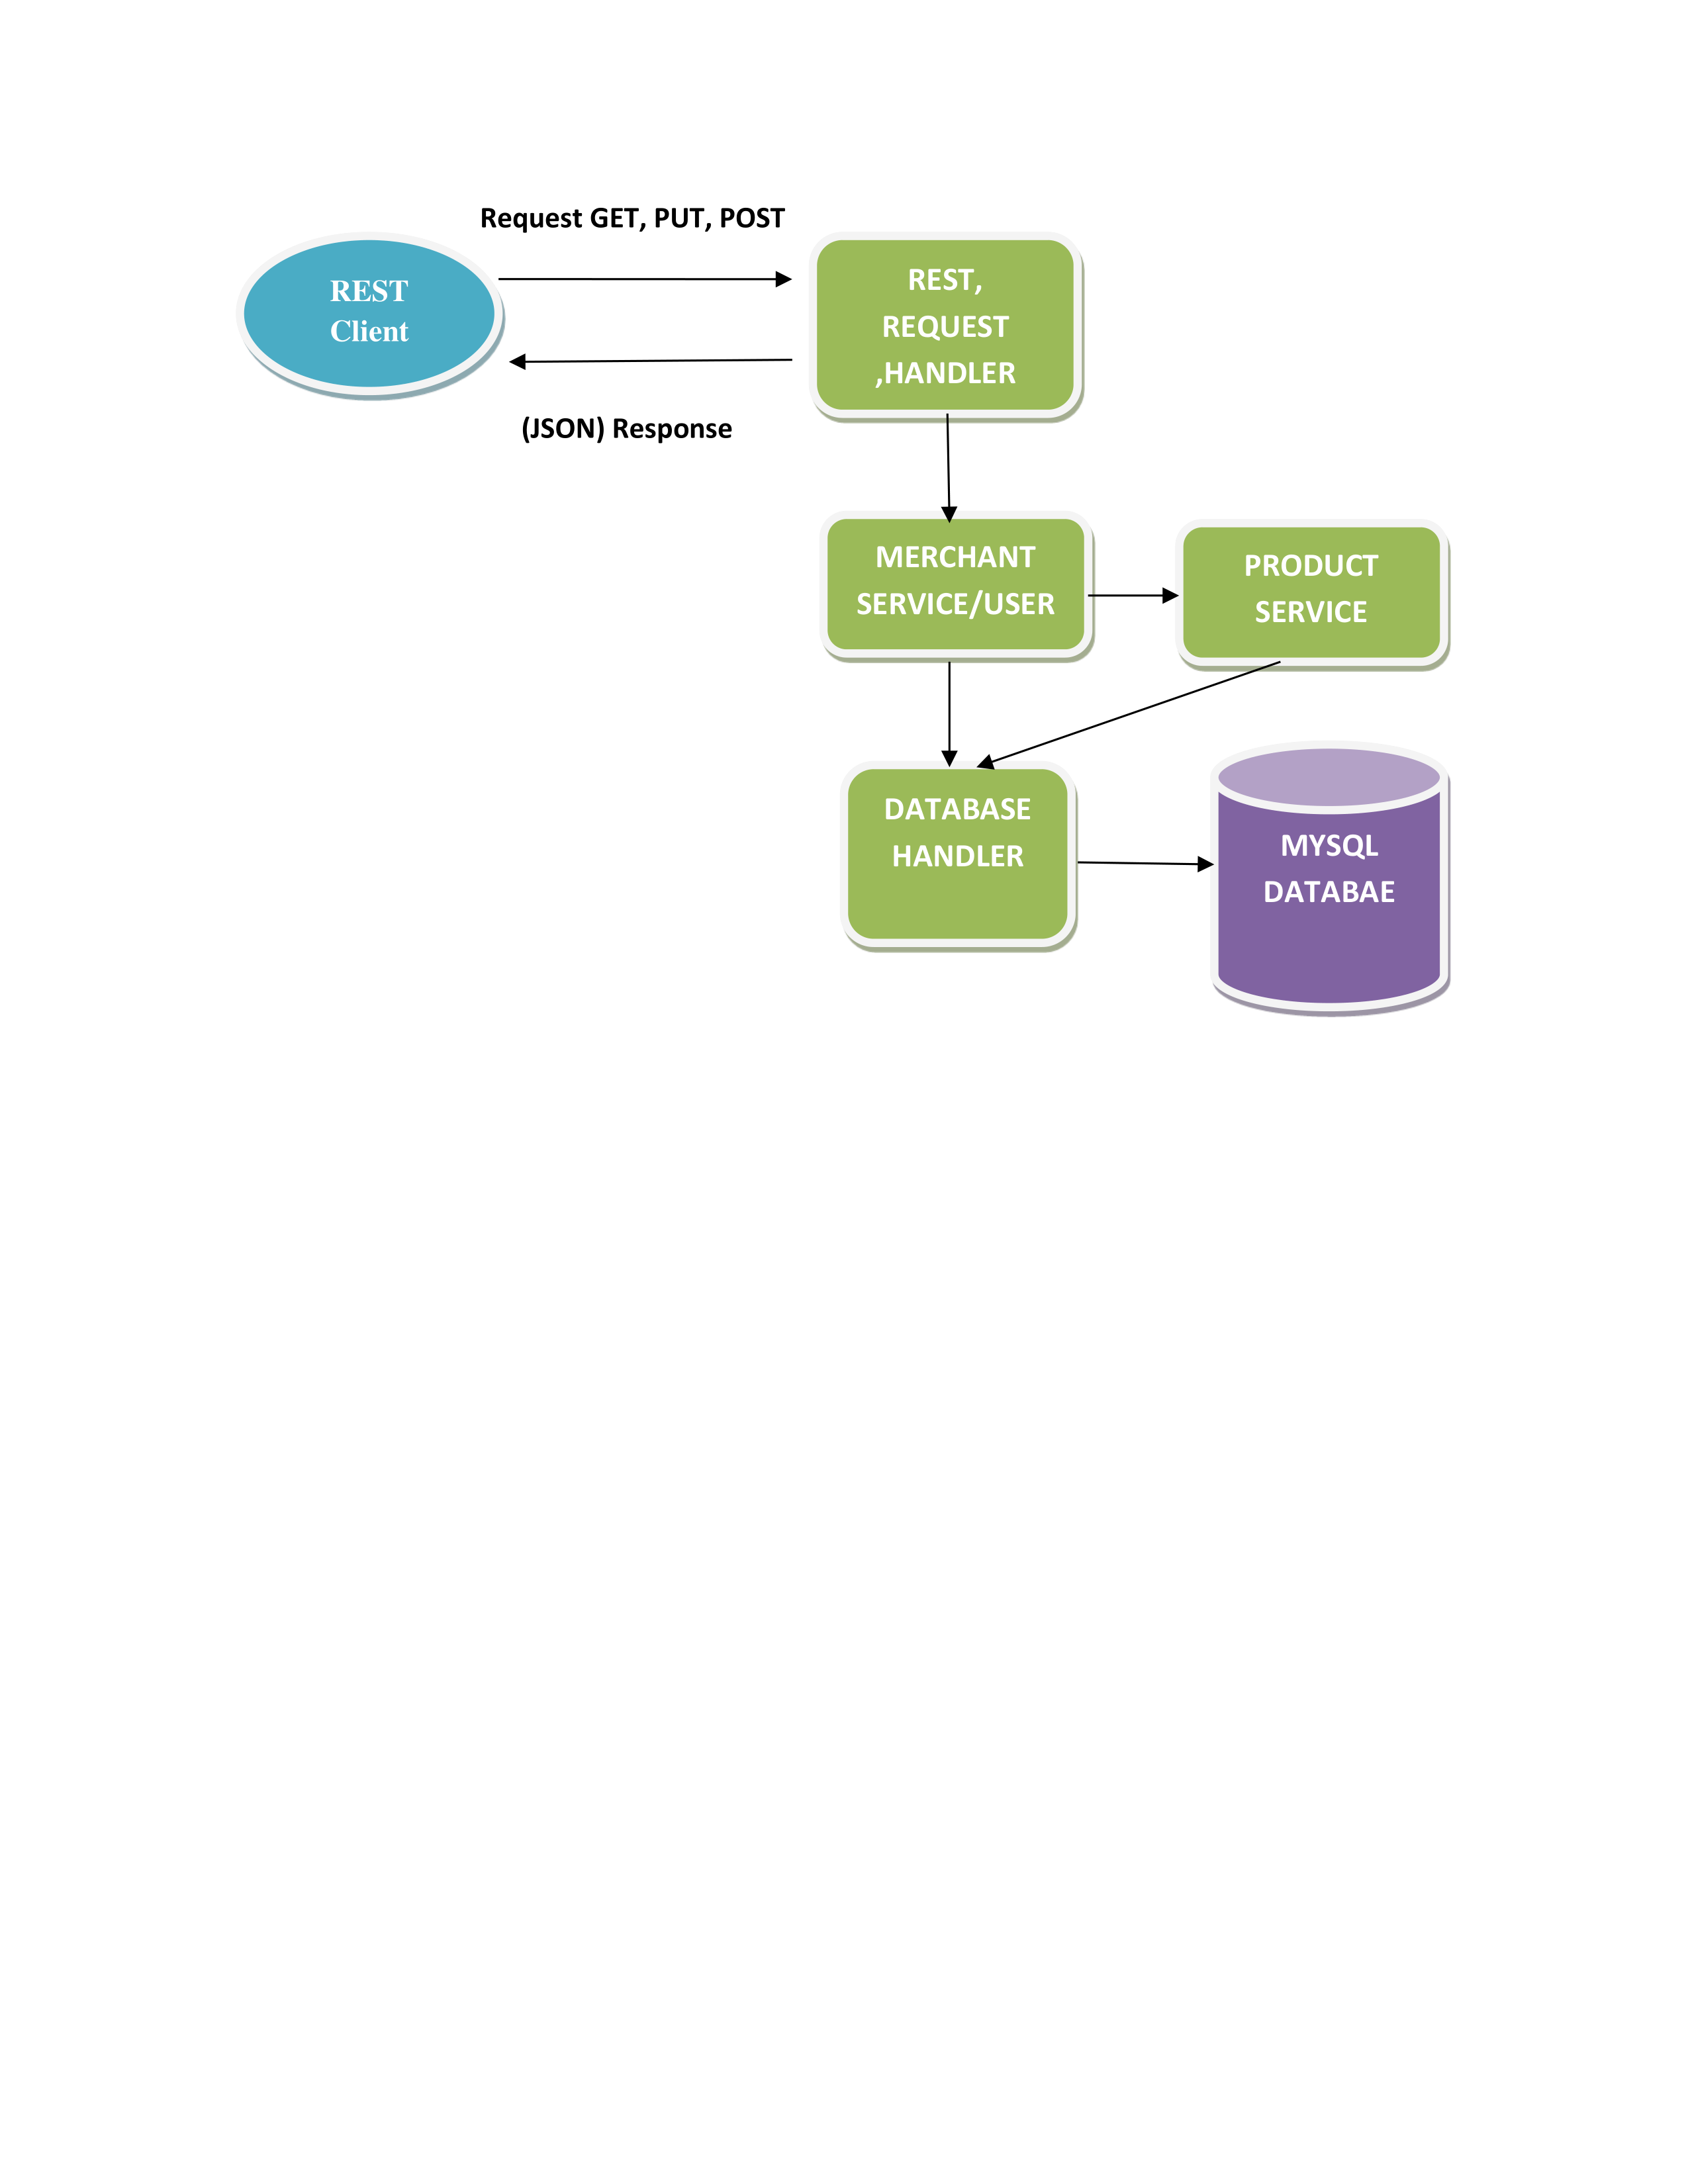 Request GET, PUT, POST
REST
Client
REST,
REQUEST
,HANDLER
(JSON) Response
MERCHANT
SERVICE/USER
PRODUCT
SERVICE
DATABASE
HANDLER
MYSQL
DATABAE